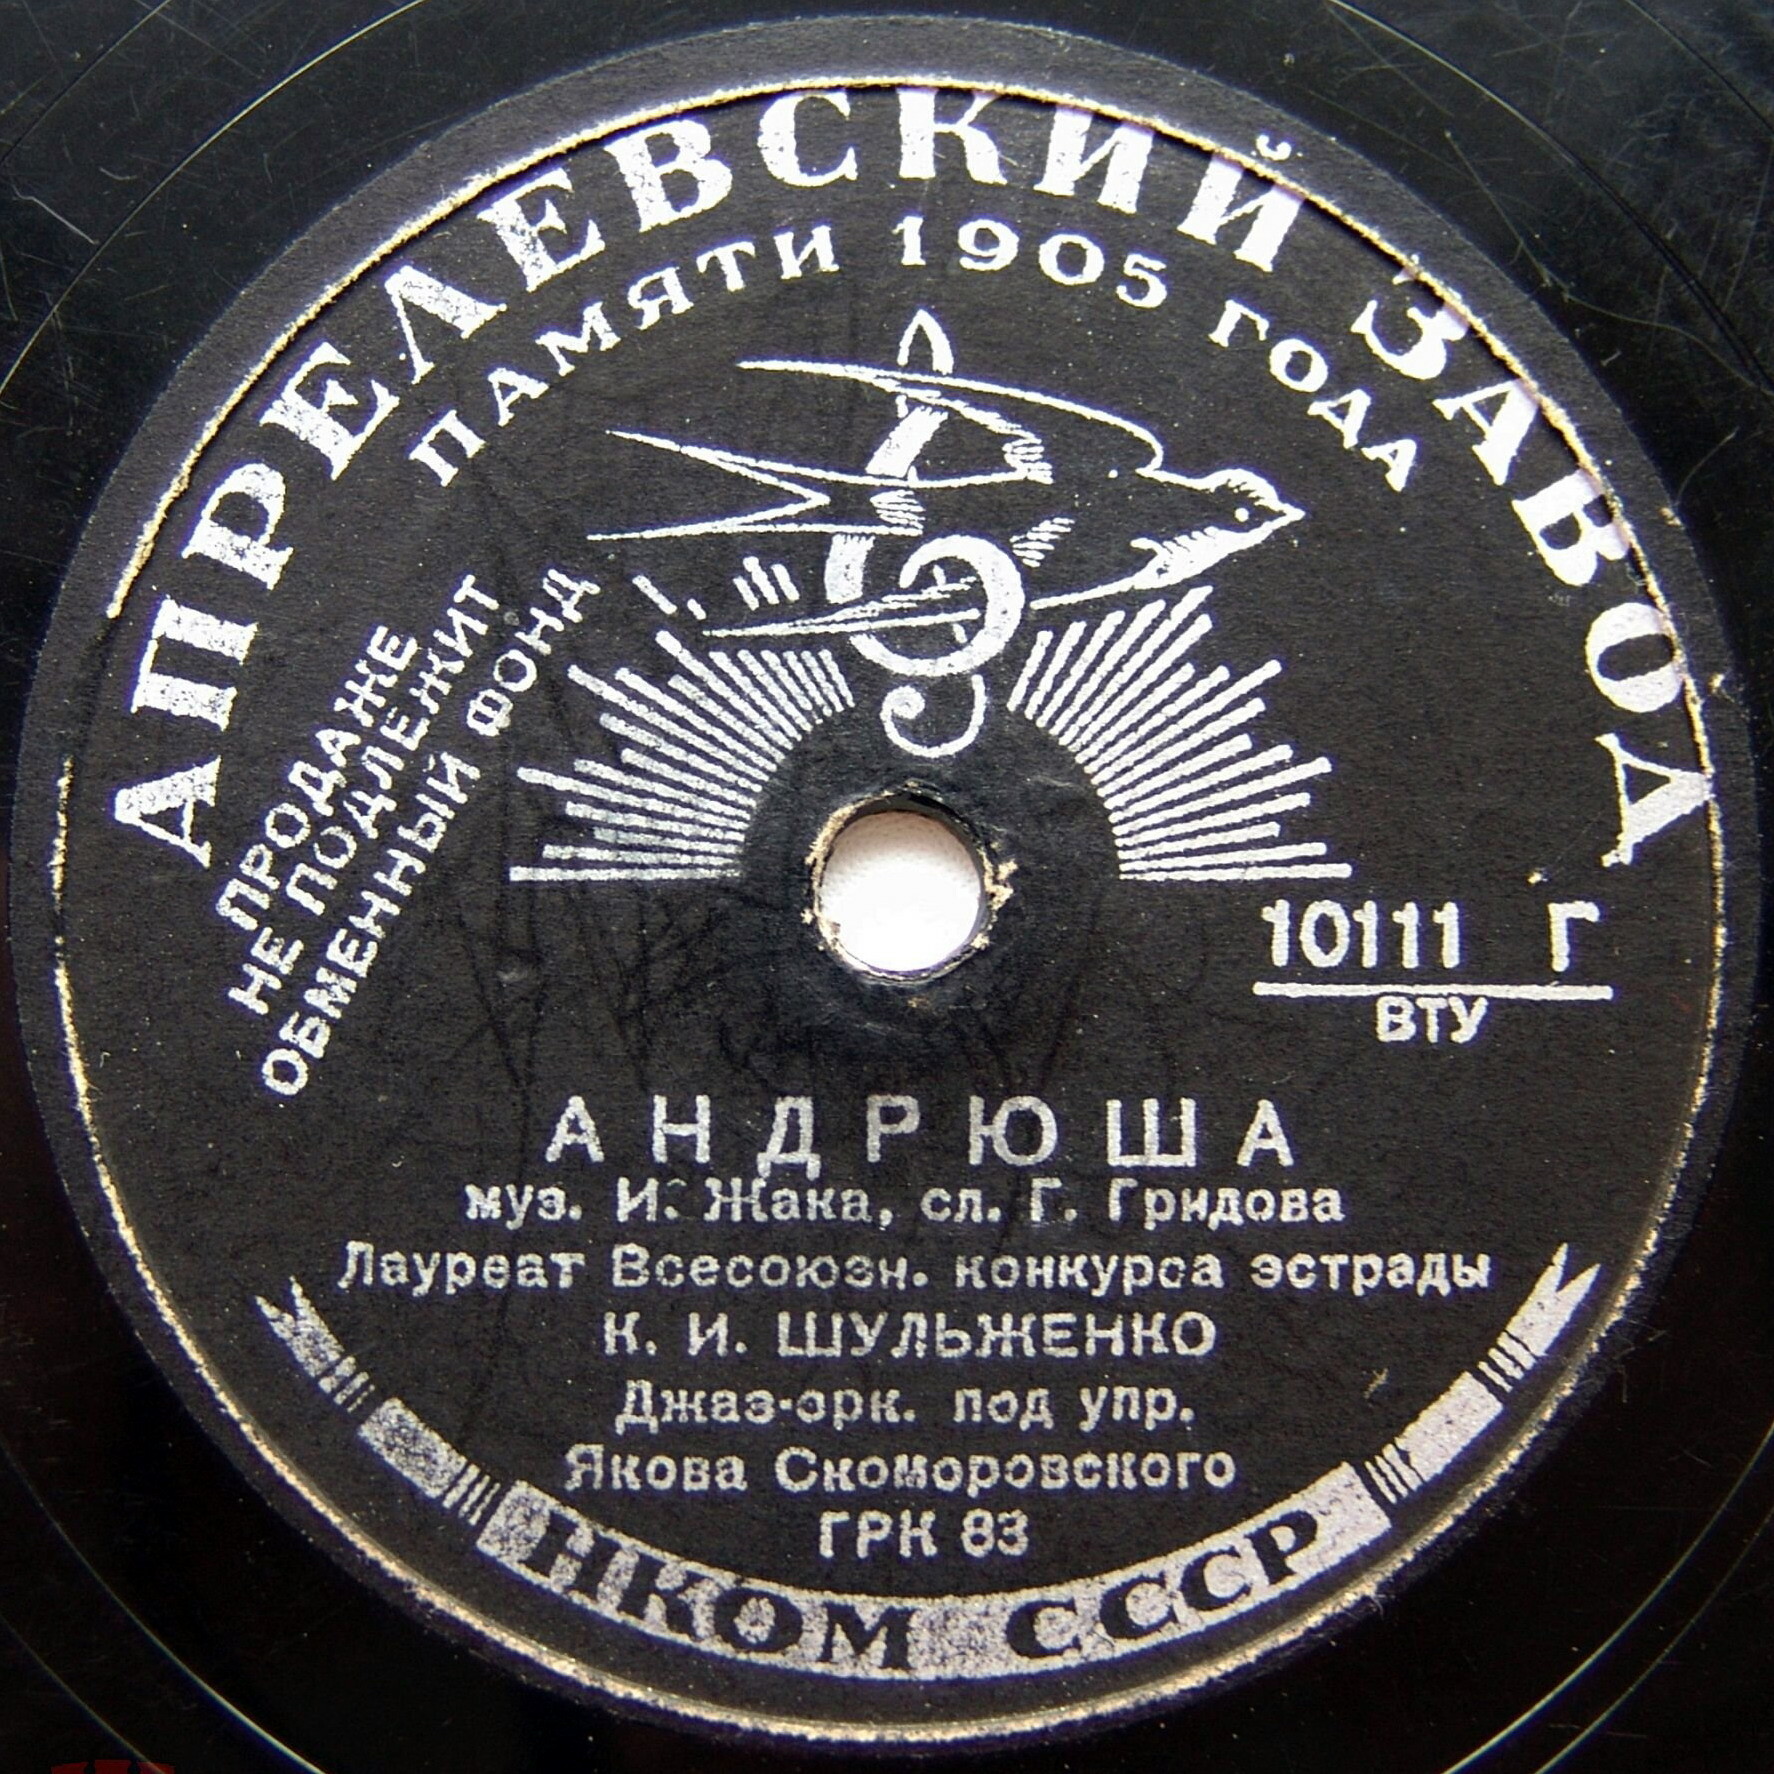 АПРЕЛЕВСКИЙ ЗАВОД
ПАМЯТИ 1905 ГОДА
ПРОДАЖЕ
НЕ ПОДЛЕЖИТ
ОБМЕННЫЙ ФОНД
10111 Г
ВТУ
АНДРЮША
муз. И. Жака, сл. Г. Гридова
Лауреат Всесоюзн. конкурса эстрады
К. И. ШУЛЬЖЕНКО
Джаз-орк. под упр.
Якова Скоморовского
ГРК 83
НКОМ СССР